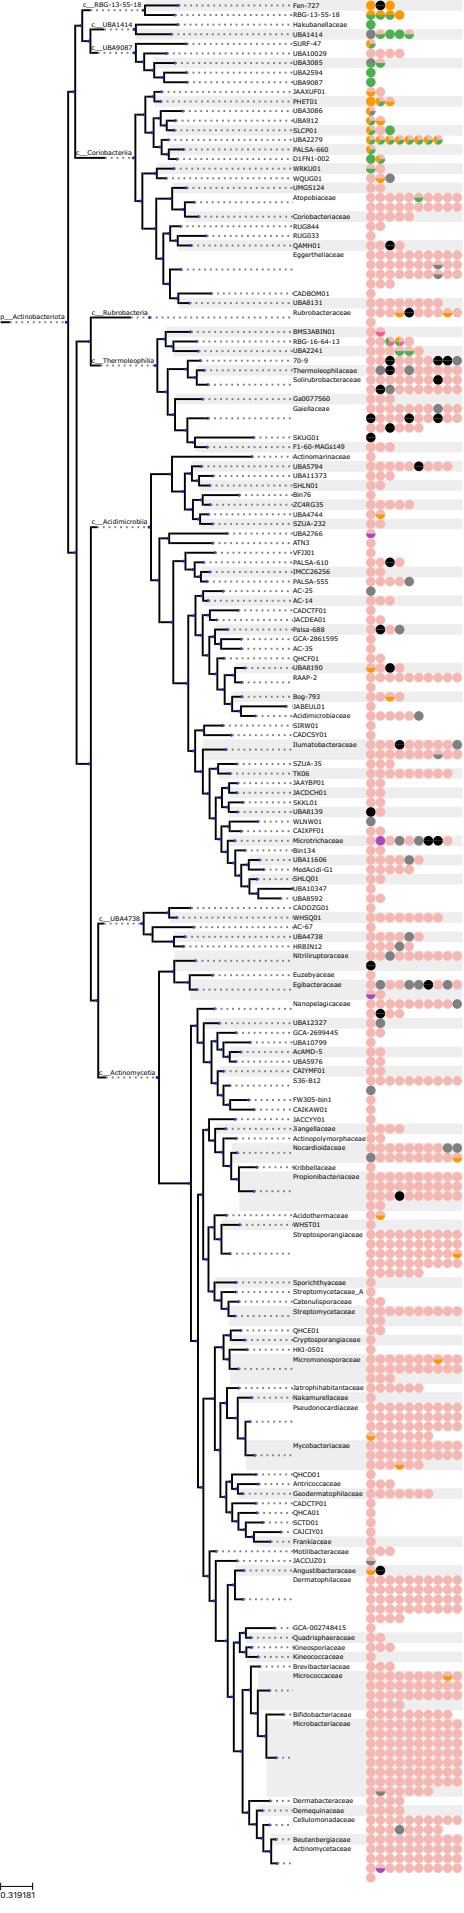 c__RBG-13-55-18
Fen-727
RBG-13-55-18
Hakubanellaceae
c__UBA1414
UBA1414
SURF-47
c__UBA9087
UBA10029
UBA3085
UBA2594
UBA9087
JAAXUF01
PHET01
UBA3086
UBA912
SLCP01
UBA2279
c__Coriobacteriia
PALSA-660
D1FN1-002
WRKU01
WQUG01
UMGS124
Atopobiaceae
Coriobacteriaceae
RUG844
RUG033
QAMH01
Eggerthellaceae
CADBOM01
UBA8131
c__Rubrobacteria
Rubrobacteraceae
p__Actinobacteriota
BMS3ABIN01
RBG-16-64-13
UBA2241
c__Thermoleophilia
70-9
Thermoleophilaceae
Solirubrobacteraceae
Ga0077560
Gaiellaceae
SKUG01
F1-60-MAGs149
Actinomarinaceae
UBA5794
UBA11373
SHLN01
Bin76
ZC4RG35
UBA4744
c__Acidimicrobiia
SZUA-232
UBA2766
ATN3
VFJJ01
PALSA-610
IMCC26256
PALSA-555
AC-25
AC-14
CADCTF01
JACDEA01
Palsa-688
GCA-2861595
AC-35
QHCF01
UBA8190
RAAP-2
Bog-793
JABEUL01
Acidimicrobiaceae
SIRW01
CADCSY01
Ilumatobacteraceae
SZUA-35
TK06
JAAYBP01
JACDCH01
SKKL01
UBA8139
WLNW01
CAIXPF01
Microtrichaceae
Bin134
UBA11606
MedAcidi-G1
SHLQ01
UBA10347
UBA8592
CADDZG01
c__UBA4738
WHSQ01
AC-67
UBA4738
HRBIN12
Nitriliruptoraceae
Euzebyaceae
Egibacteraceae
Nanopelagicaceae
UBA12327
GCA-2699445
UBA10799
AcAMD-5
UBA5976
CAIYMF01
c__Actinomycetia
S36-B12
FW305-bin1
CAIKAW01
JACCYY01
Jiangellaceae
Actinopolymorphaceae
Nocardioidaceae
Kribbellaceae
Propionibacteriaceae
Acidothermaceae
WHST01
Streptosporangiaceae
Sporichthyaceae
Streptomycetaceae_A
Catenulisporaceae
Streptomycetaceae
QHCE01
Cryptosporangiaceae
HKI-0501
Micromonosporaceae
Jatrophihabitantaceae
Nakamurellaceae
Pseudonocardiaceae
Mycobacteriaceae
QHCD01
Antricoccaceae
Geodermatophilaceae
CADCTP01
QHCA01
SCTD01
CAJCIY01
Frankiaceae
Motilibacteraceae
JACCUZ01
Angustibacteraceae
Dermatophilaceae
GCA-002748415
Quadrisphaeraceae
Kineosporiaceae
Kineococcaceae
Brevibacteriaceae
Micrococcaceae
Bifidobacteriaceae
Microbacteriaceae
Dermabacteraceae
Demequinaceae
Cellulomonadaceae
Beutenbergiaceae
Actinomycetaceae
0.319181